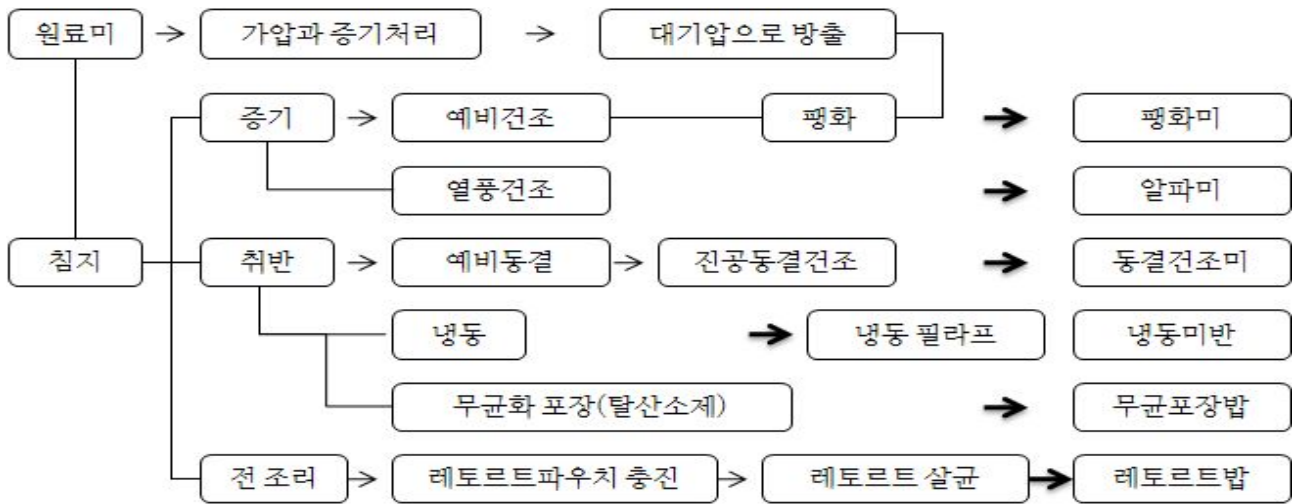 원료미 → 가압과 증기처리 → 대기압으로 방출
증기 → 예비건조 팽화 → 팽화미
열풍건조 → 알파미
침지 취반 → 예비동결 → 진공동결건조 → 동결건조미
냉동 → 냉동 필라프 냉동미반
무균화 포장(탈산소제) → 무균포장밥
전 조리 → 레토르트파우치 충진 → 레토르트 살균 → 레토르트밥